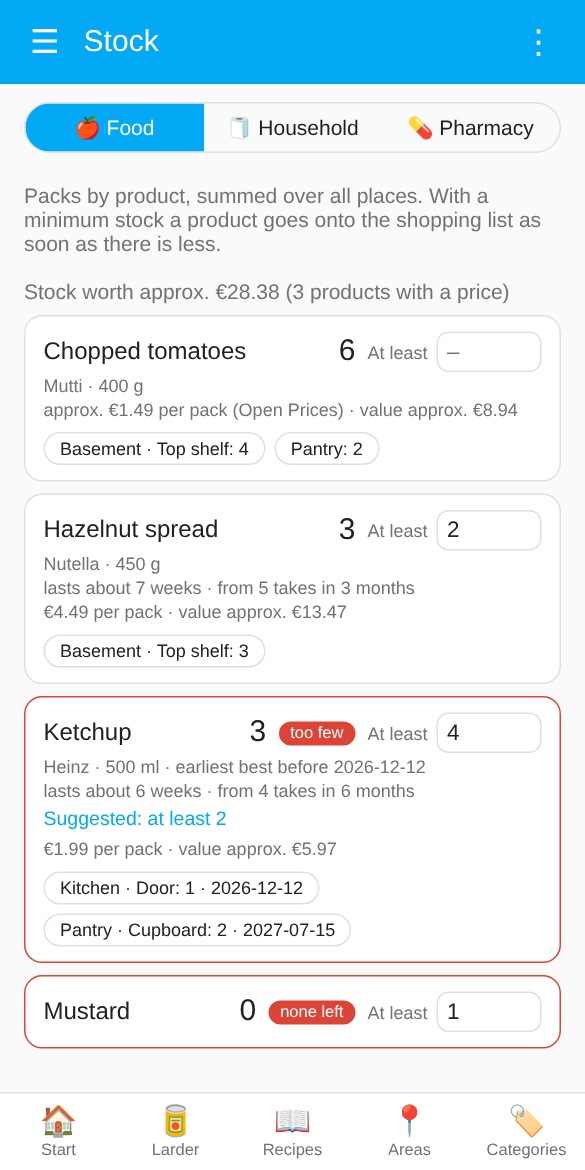 ☰ Stock ⋮
🍎 Food 🧻 Household 💊 Pharmacy
Packs by product, summed over all places. With a
minimum stock a product goes onto the shopping list as
soon as there is less.
Stock worth approx. €28.38 (3 products with a price)
Chopped tomatoes 6 At least –
Mutti · 400 g
approx. €1.49 per pack (Open Prices) · value approx. €8.94
Basement · Top shelf: 4 Pantry: 2
Hazelnut spread 3 At least 2
Nutella · 450 g
lasts about 7 weeks · from 5 takes in 3 months
€4.49 per pack · value approx. €13.47
Basement · Top shelf: 3
Ketchup 3 too few At least 4
Heinz · 500 ml · earliest best before 2026-12-12
lasts about 6 weeks · from 4 takes in 6 months
Suggested: at least 2
€1.99 per pack · value approx. €5.97
Kitchen · Door: 1 · 2026-12-12
Pantry · Cupboard: 2 · 2027-07-15
Mustard 0 none left At least 1
Start Larder Recipes Areas Categories